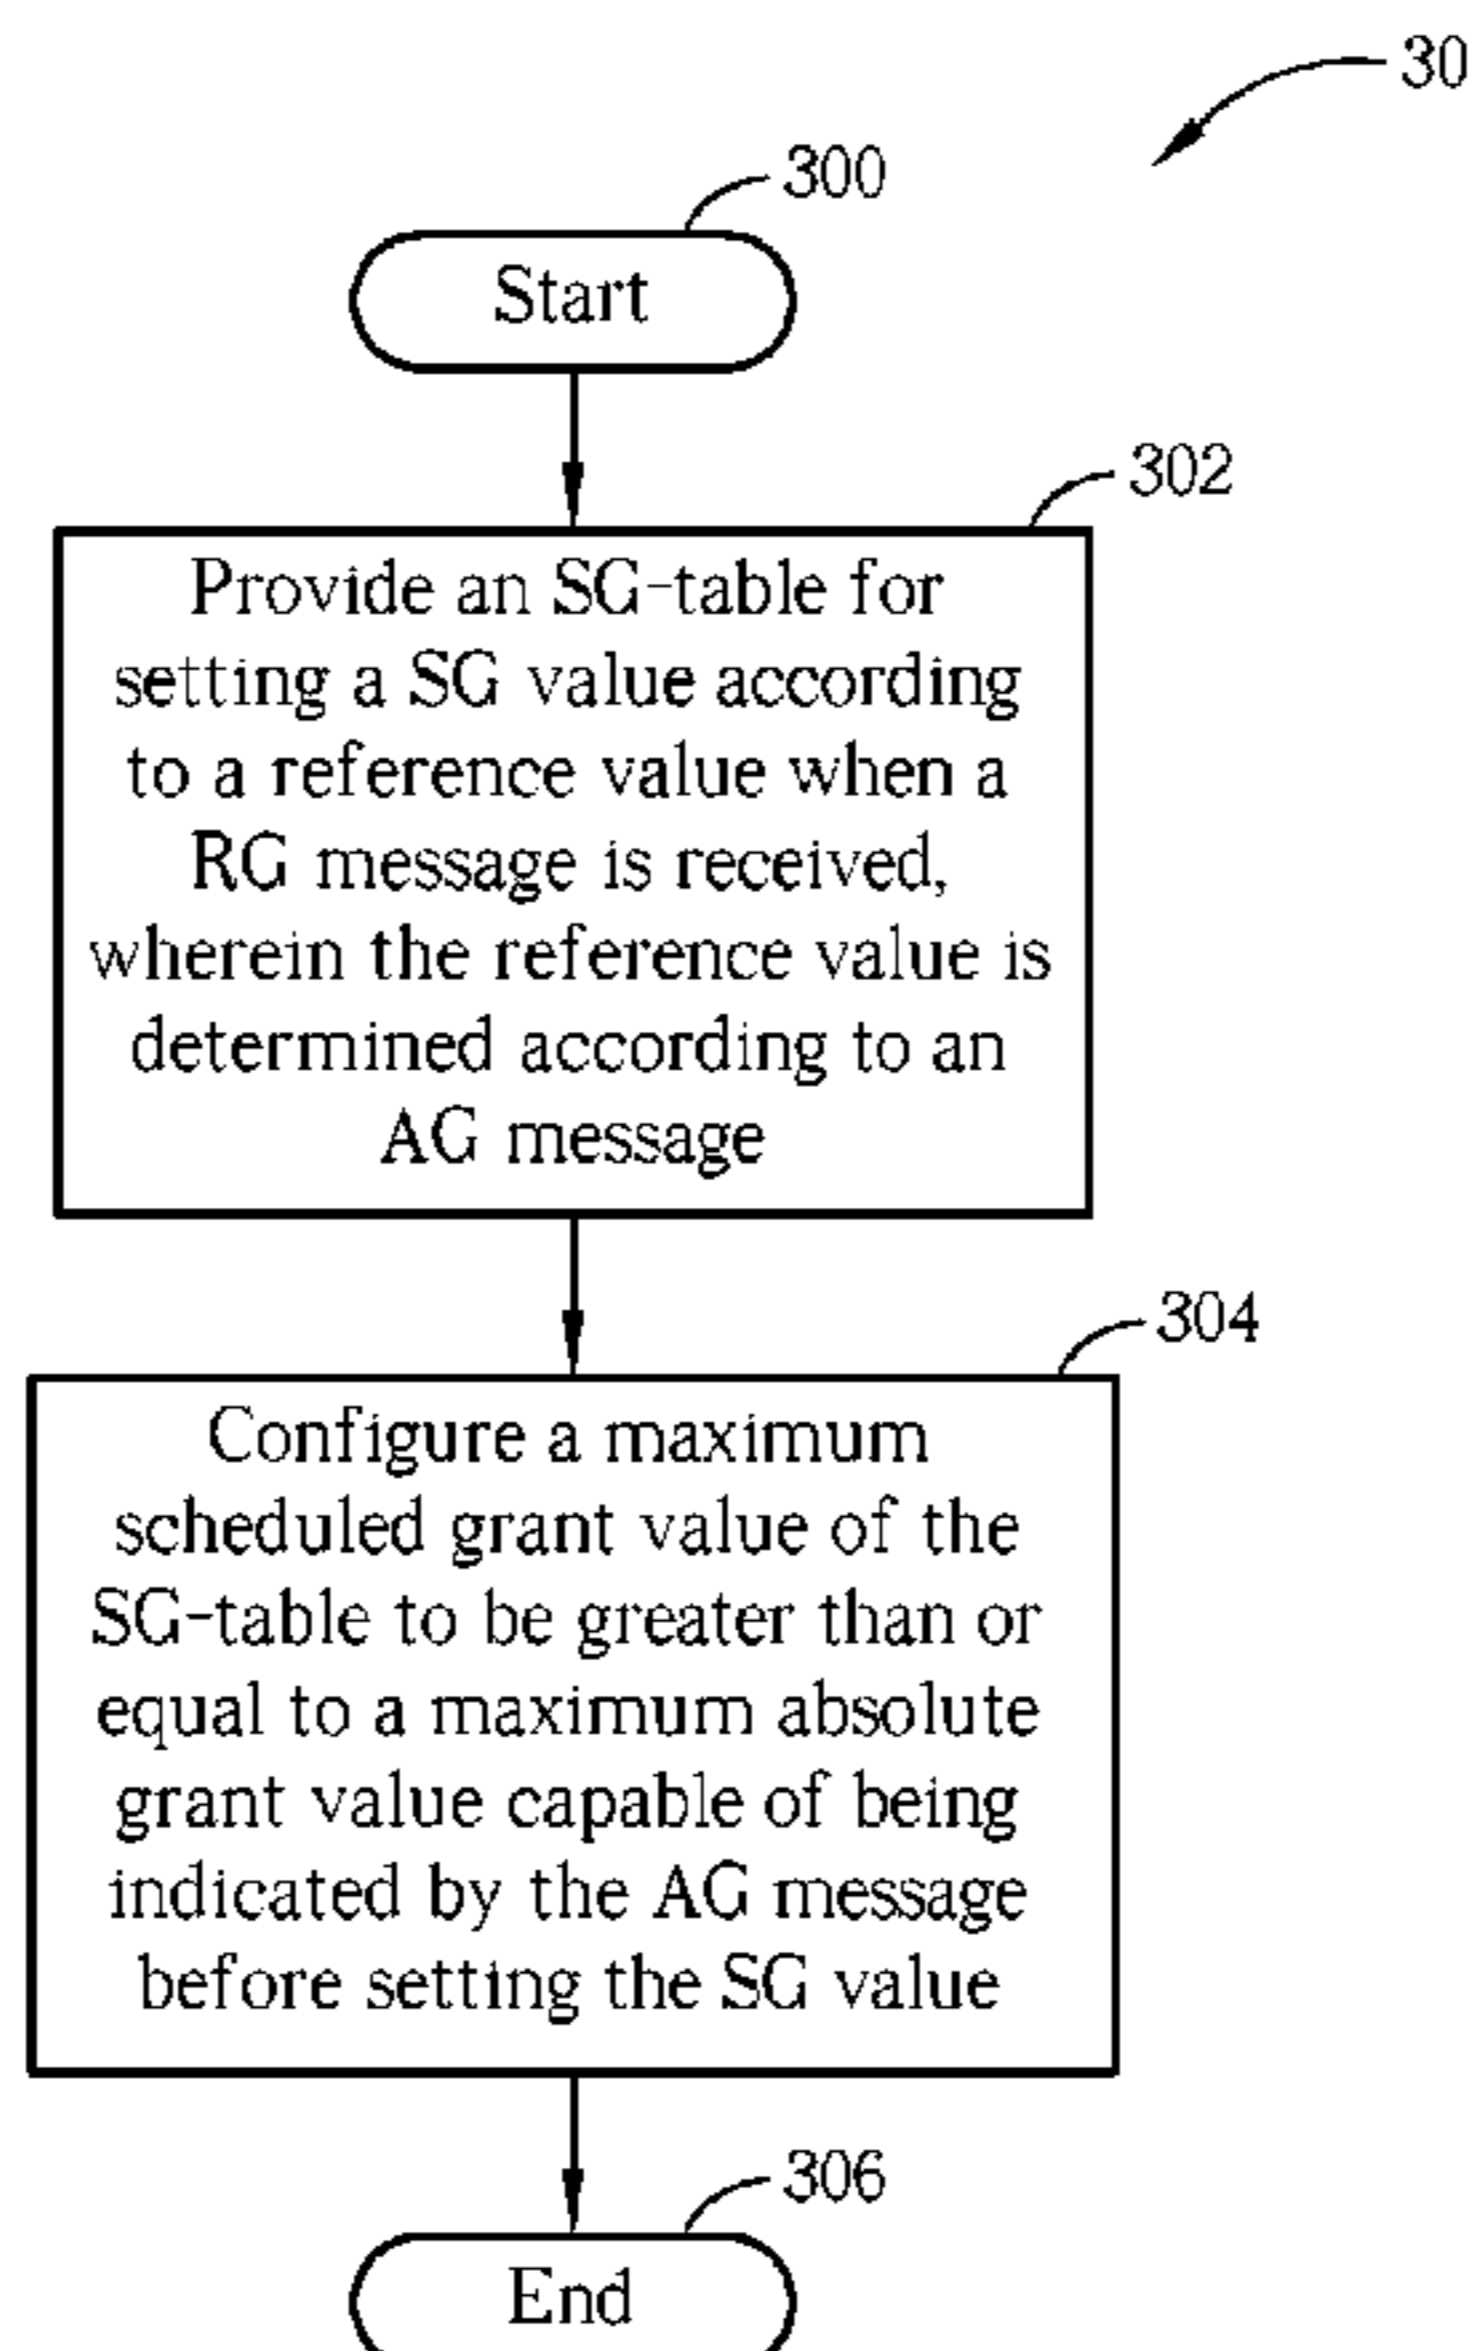 30
300
Start
302
Provide an SG-table for
setting a SG value according
to a reference value when a
RG message is received,
wherein the reference value is
determined according to an
AG message
304
Configure a maximum
scheduled grant value of the
SG-table to be greater than or
equal to a maximum absolute
grant value capable of being
indicated by the AG message
before setting the SG value
306
End